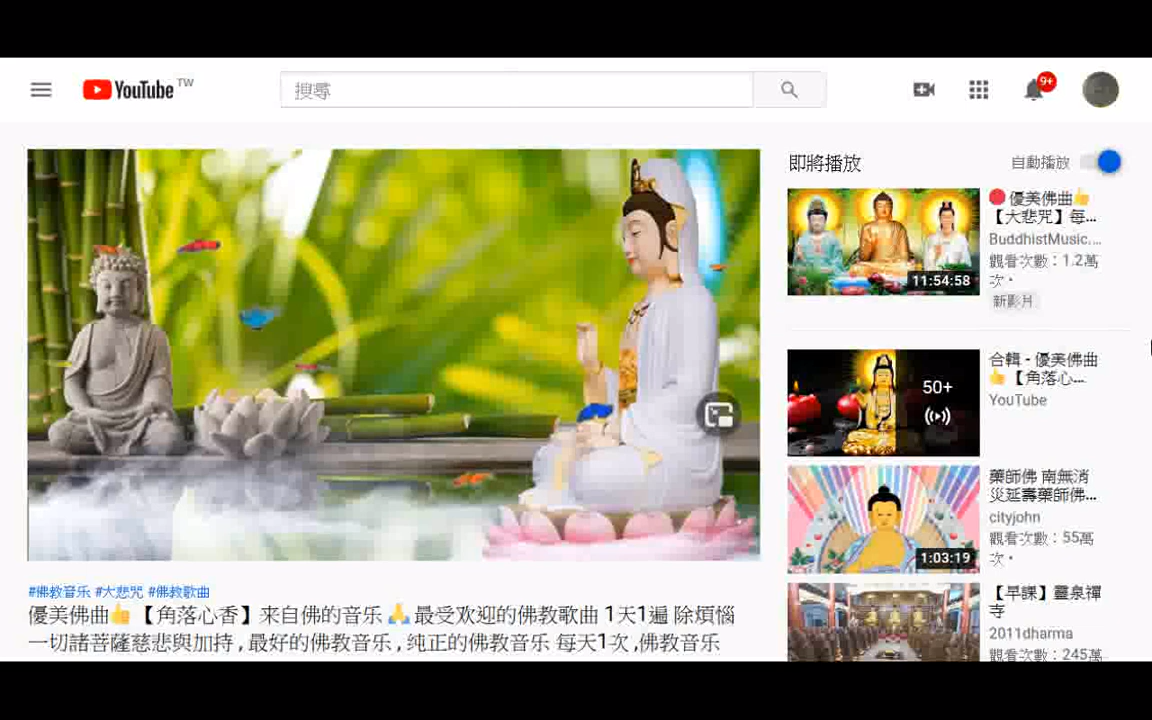 YouTube TW
搜尋
9+
#佛教音乐 #大悲咒 #佛教歌曲
優美佛曲👍【角落心香】来自佛的音乐 🙏 最受欢迎的佛教歌曲 1天1遍 除煩惱
一切諸菩薩慈悲與加持 , 最好的佛教音乐 , 纯正的佛教音乐 每天1次 ,佛教音乐
即將播放
自動播放
11:54:58
🔴 優美佛曲👍
【大悲咒】每...
BuddhistMusic....
觀看次數：1.2萬
次・
新影片
50+
合輯 - 優美佛曲
👍【角落心...
YouTube
1:03:19
藥師佛 南無消
災延壽藥師佛...
cityjohn
觀看次數：55萬
次・
【早課】靈泉禪
寺
2011dharma
觀看次數：245萬